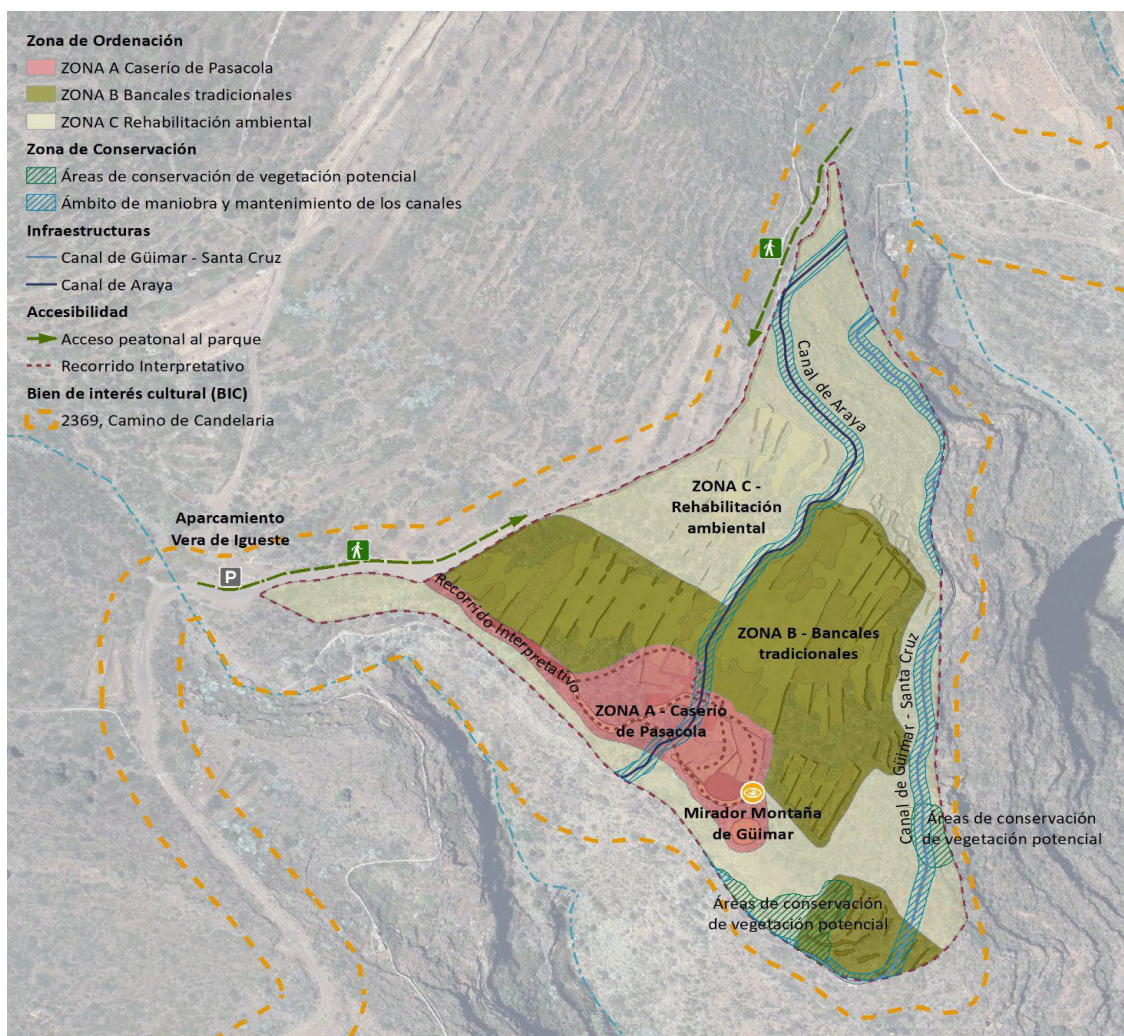 Zona de Ordenación
ZONA A Caserío de Pasacola
ZONA B Bancales tradicionales
ZONA C Rehabilitación ambiental
Zona de Conservación
Áreas de conservación de vegetación potencial
Ámbito de maniobra y mantenimiento de los canales
Infraestructuras
Canal de Güimar - Santa Cruz
Canal de Araya
Accesibilidad
Acceso peatonal al parque
Recorrido Interpretativo
Bien de interés cultural (BIC)
2369, Camino de Candelaria
Canal de Araya
ZONA C -
Rehabilitación
ambiental
Aparcamiento
Vera de Igueste
P
Recorrido Interpretativo
ZONA B - Bancales
tradicionales
ZONA A - Caserío
de Pasacola
Canal de Güimar - Santa Cruz
Mirador Montaña
de Güimar
Áreas de conservación
de vegetación potencial
Áreas de conservación
de vegetación potencial